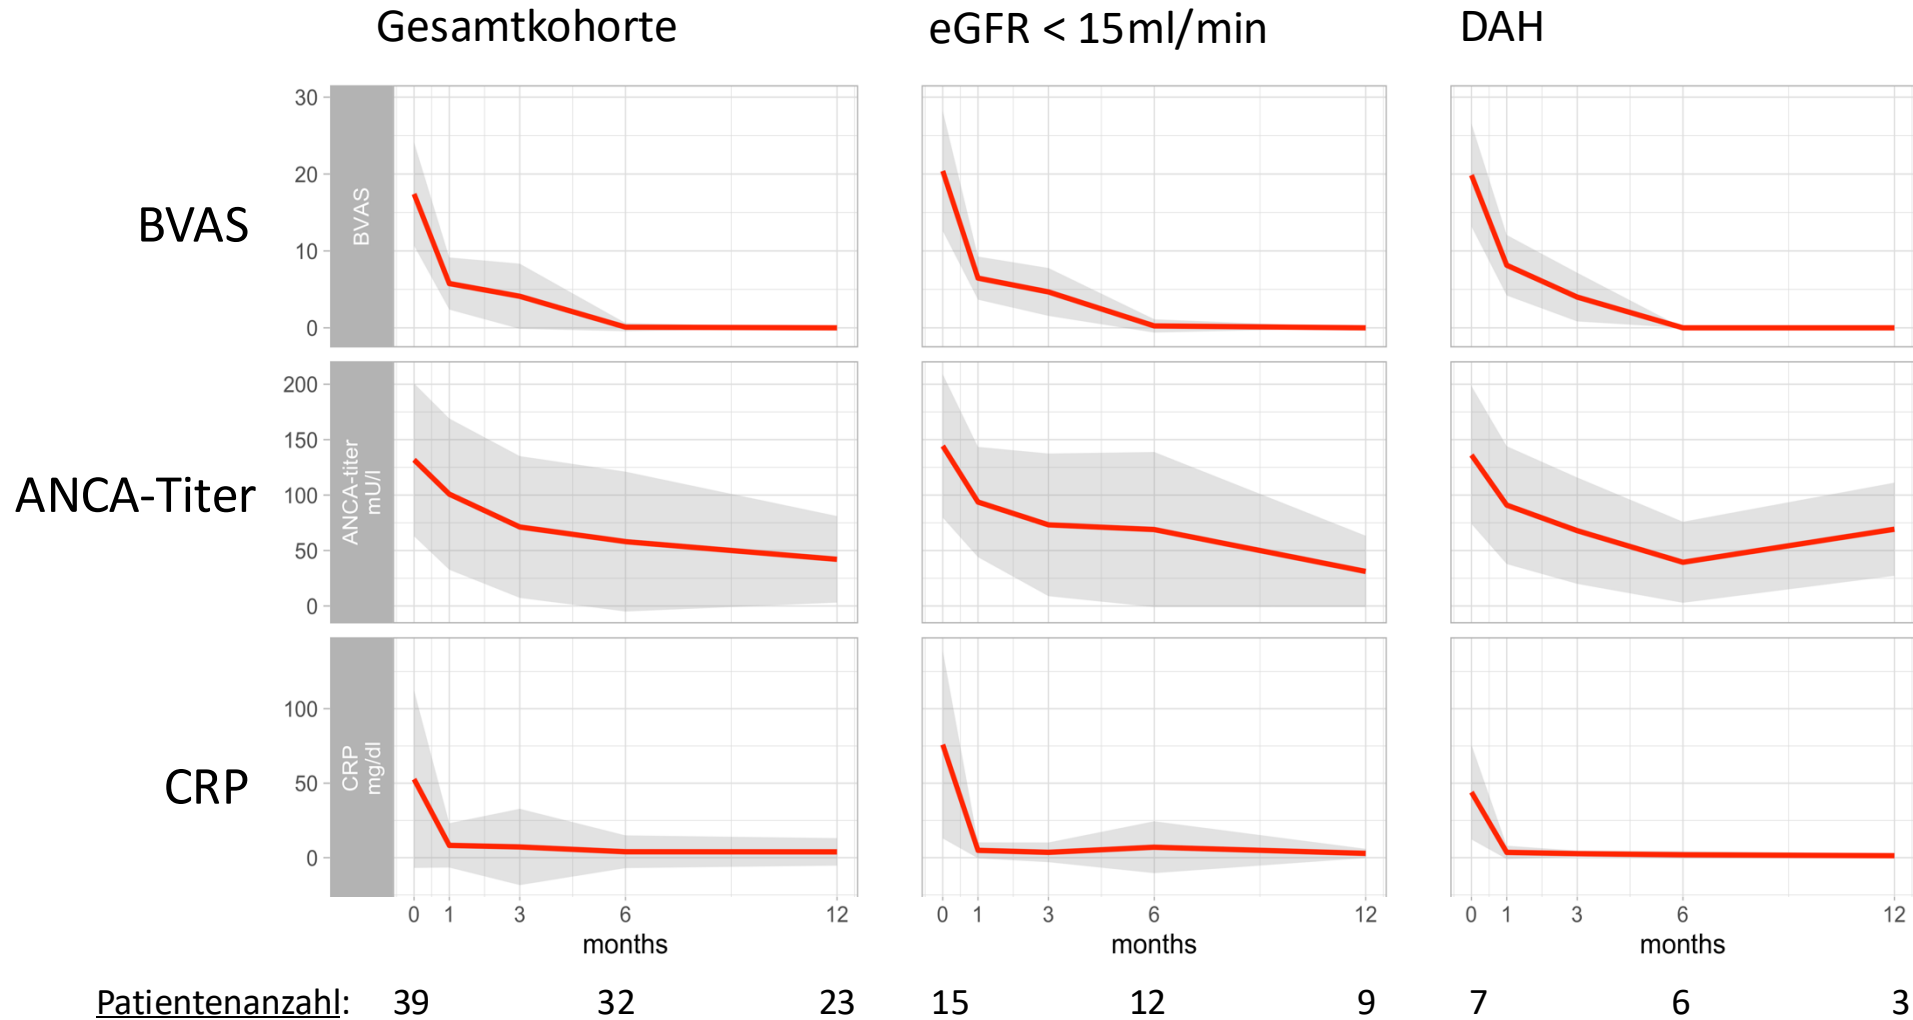 Gesamtkohorte eGFR < 15ml/min DAH
BVAS
BVAS
30
20
10
0
ANCA-Titer
ANCA-titer
mU/l
200
150
100
50
0
CRP
CRP
mg/dl
100
50
0
0 1 3 6 12 0 1 3 6 12 0 1 3 6 12
months months months
Patientenanzahl: 39 32 23 15 12 9 7 6 3